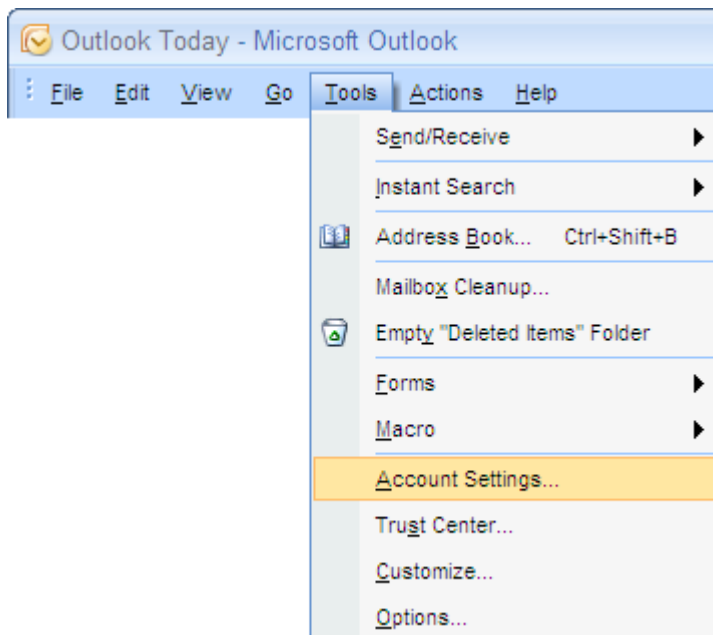 Outlook Today - Microsoft Outlook
File Edit View Go Tools Actions Help
Send/Receive
Instant Search
Address Book... Ctrl+Shift+B
Mailbox Cleanup...
Empty "Deleted Items" Folder
Forms
Macro
Account Settings...
Trust Center...
Customize...
Options...